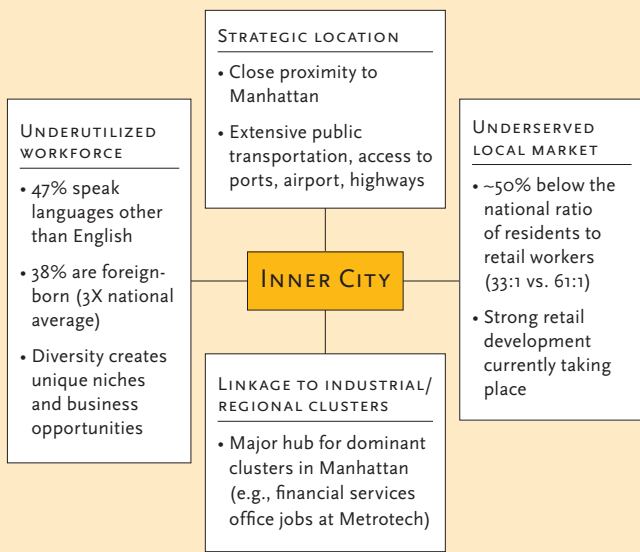 Strategic Location
• Close proximity to
Manhattan
• Extensive public
transportation, access to
ports, airport, highways
Underutilized
workforce
• 47% speak
languages other
than English
• 38% are foreign-
born (3X national
average)
• Diversity creates
unique niches
and business
opportunities
Inner City
Underserved
local market
• ~50% below the
national ratio
of residents to
retail workers
(33:1 vs. 61:1)
• Strong retail
development
currently taking
place
Linkage to industrial/
regional clusters
• Major hub for dominant
clusters in Manhattan
(e.g., financial services
office jobs at Metrotech)